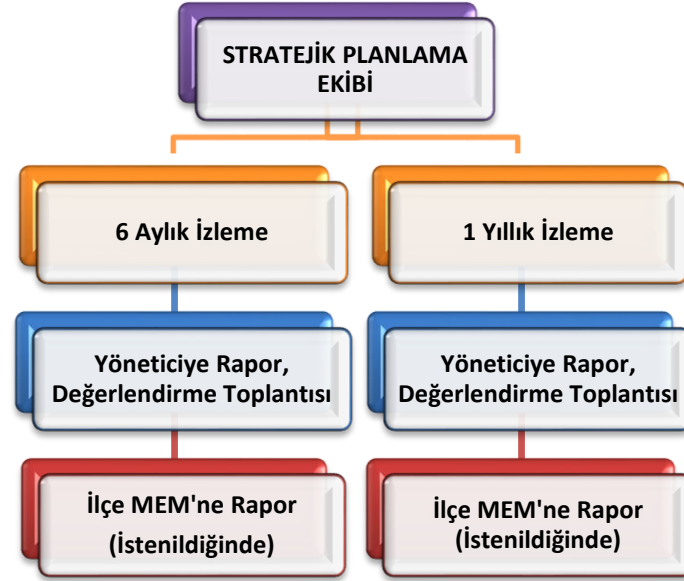 STRATEJİK PLANLAMA
EKİBİ
6 Aylık İzleme
1 Yıllık İzleme
Yöneticiye Rapor,
Değerlendirme Toplantısı
Yöneticiye Rapor,
Değerlendirme Toplantısı
İlçe MEM'ne Rapor
(İstenildiğinde)
İlçe MEM'ne Rapor
(İstenildiğinde)